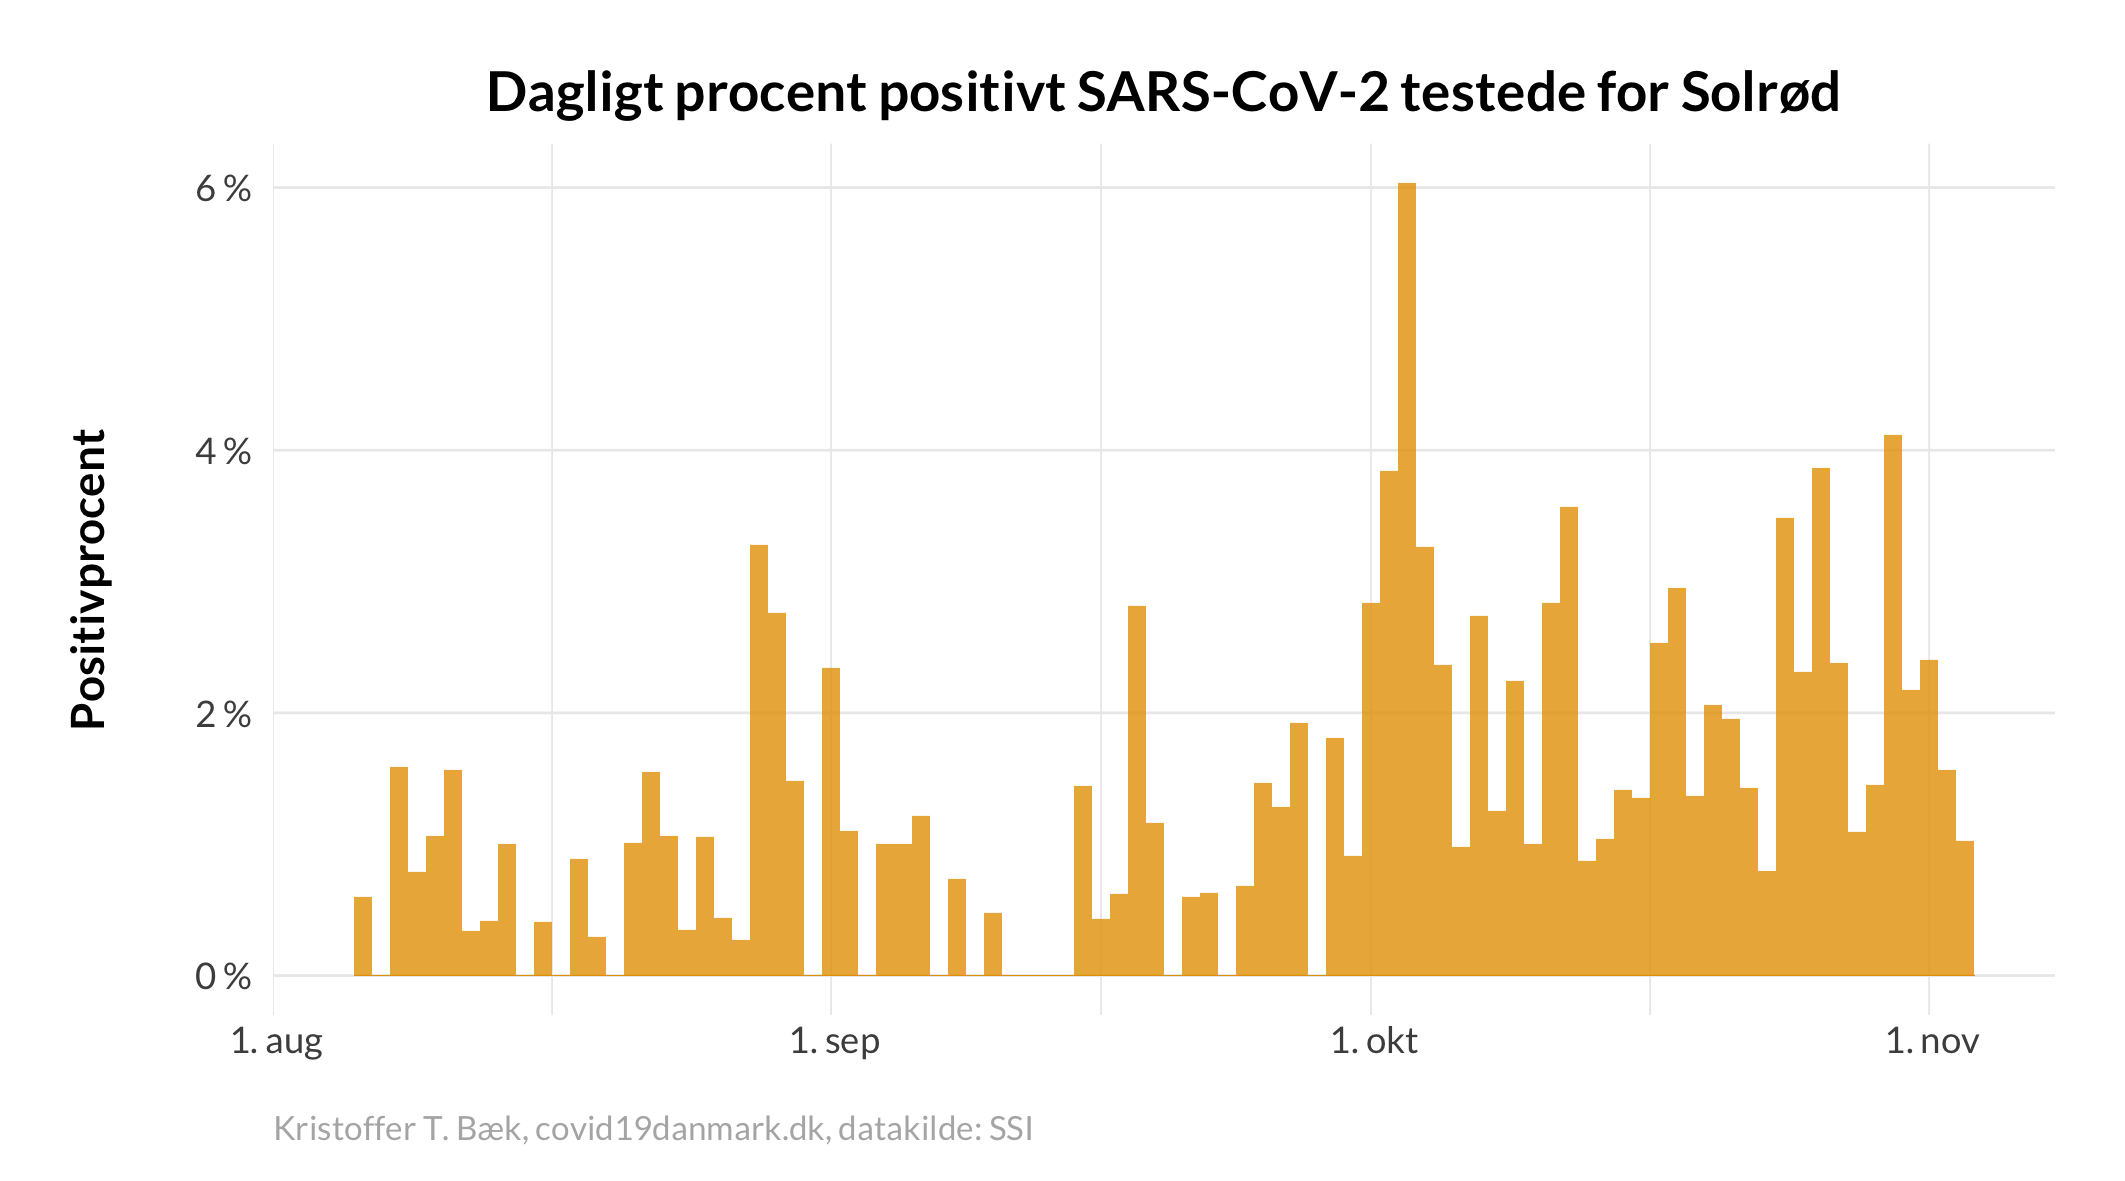 Dagligt procent positivt SARS-CoV-2 testede for Solrød
Positivprocent
6 %
4 %
2 %
0 %
1. aug
1. sep
1. okt
1. nov
Kristoffer T. Bæk, covid19danmark.dk, datakilde: SSI